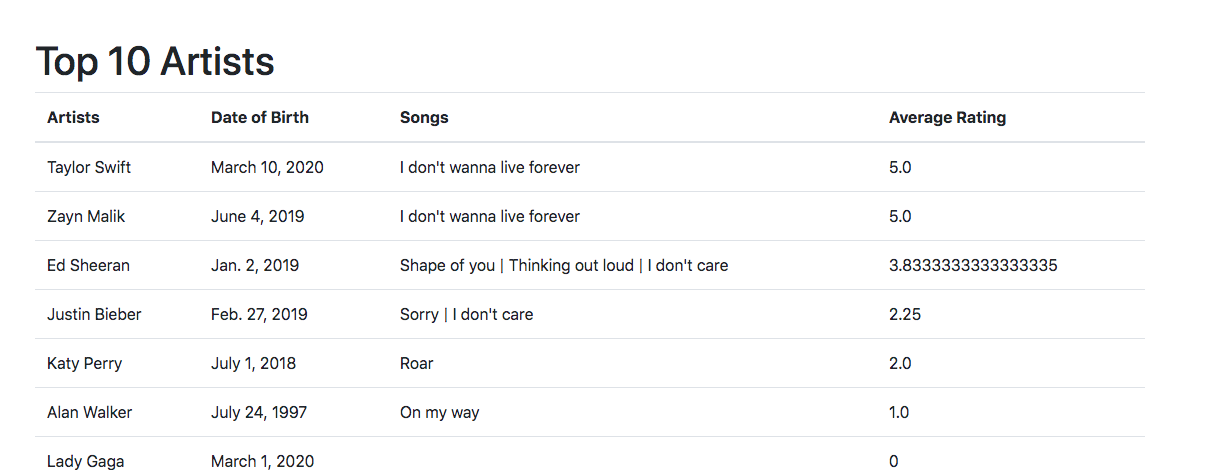 Top 10 Artists
Artists Date of Birth Songs Average Rating
Taylor Swift March 10, 2020 I don't wanna live forever 5.0
Zayn Malik June 4, 2019 I don't wanna live forever 5.0
Ed Sheeran Jan. 2, 2019 Shape of you | Thinking out loud | I don't care 3.8333333333333335
Justin Bieber Feb. 27, 2019 Sorry | I don't care 2.25
Katy Perry July 1, 2018 Roar 2.0
Alan Walker July 24, 1997 On my way 1.0
Lady Gaga March 1, 2020 0